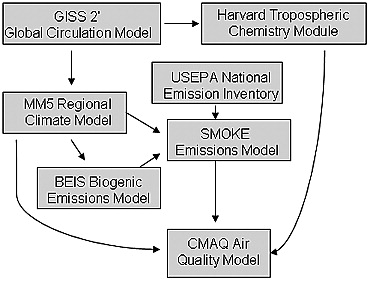 GISS 2'
Global Circulation Model
Harvard Tropospheric
Chemistry Module
USEPA National
Emission Inventory
MM5 Regional
Climate Model
SMOKE
Emissions Model
BEIS Biogenic
Emissions Model
CMAQ Air
Quality Model